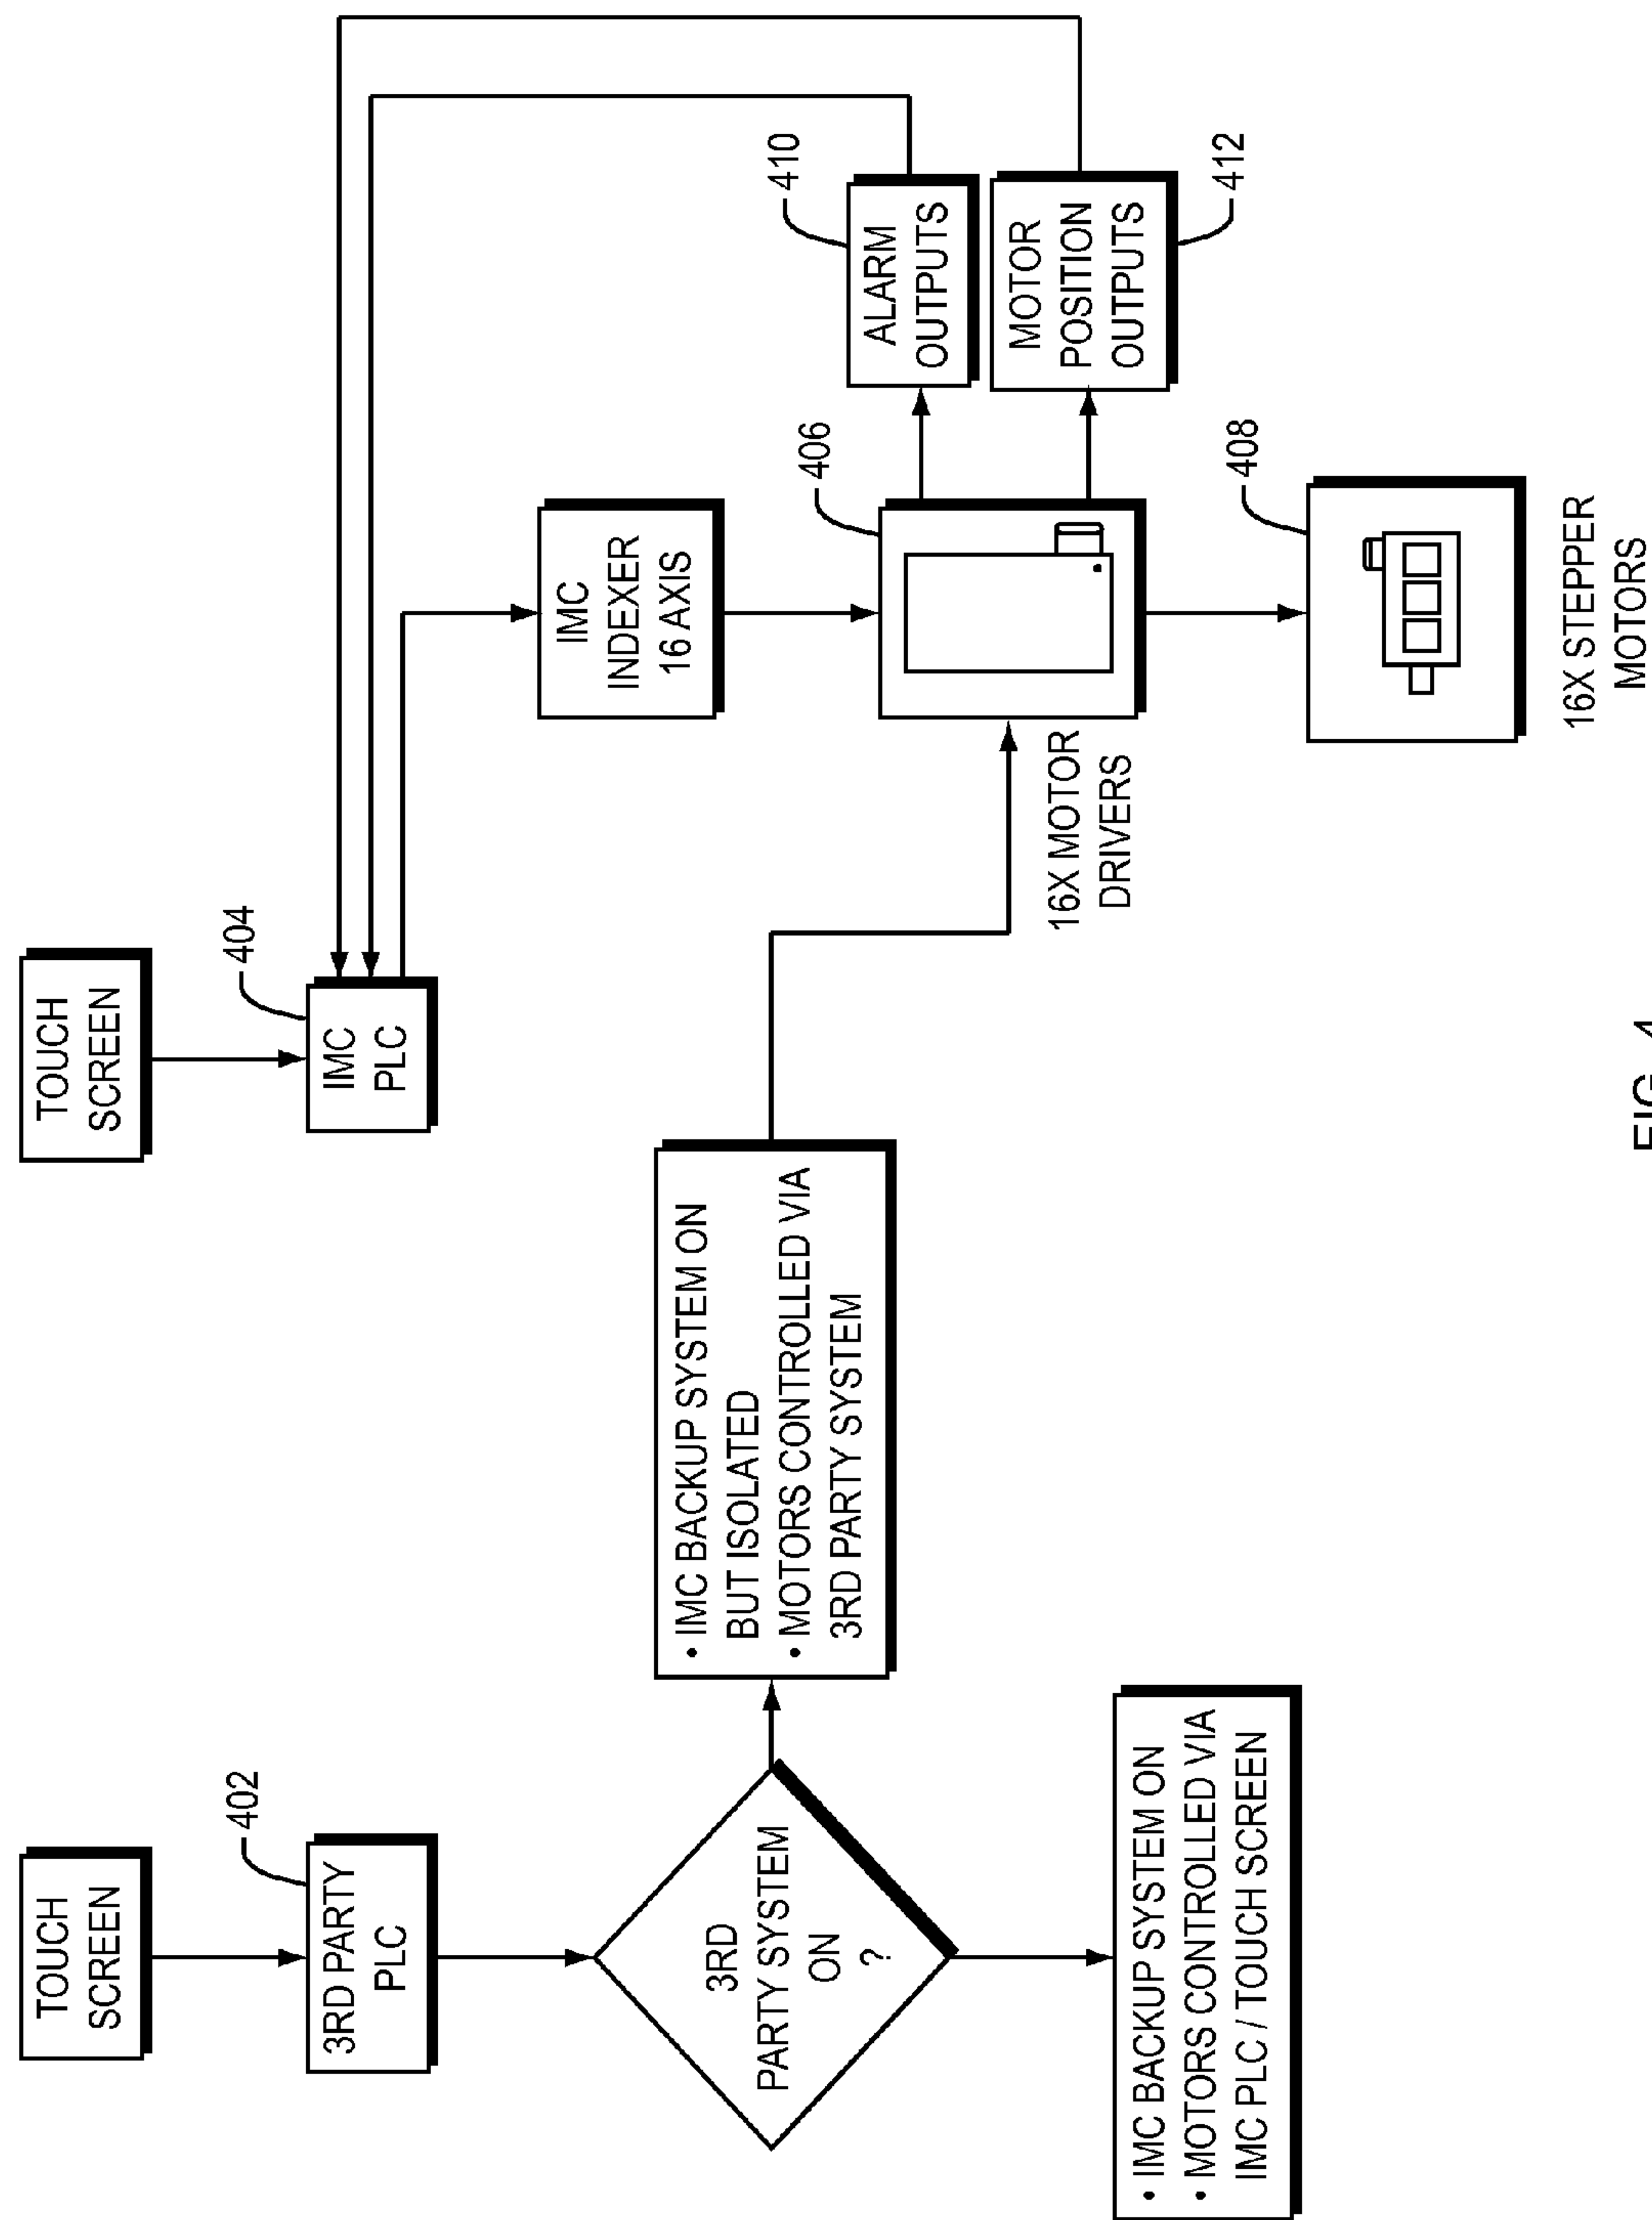 TOUCH
SCREEN
402
3RD PARTY
PLC
3RD
PARTY SYSTEM
ON
?
• IMC BACKUP SYSTEM ON
• MOTORS CONTROLLED VIA
IMC PLC / TOUCH SCREEN
• IMC BACKUP SYSTEM ON
BUT ISOLATED
• MOTORS CONTROLLED VIA
3RD PARTY SYSTEM
TOUCH
SCREEN
404
IMC
PLC
IMC
INDEXER
16 AXIS
406
16X MOTOR
DRIVERS
410
ALARM
OUTPUTS
MOTOR
POSITION
OUTPUTS
412
408
16X STEPPER
MOTORS
FIG. 4